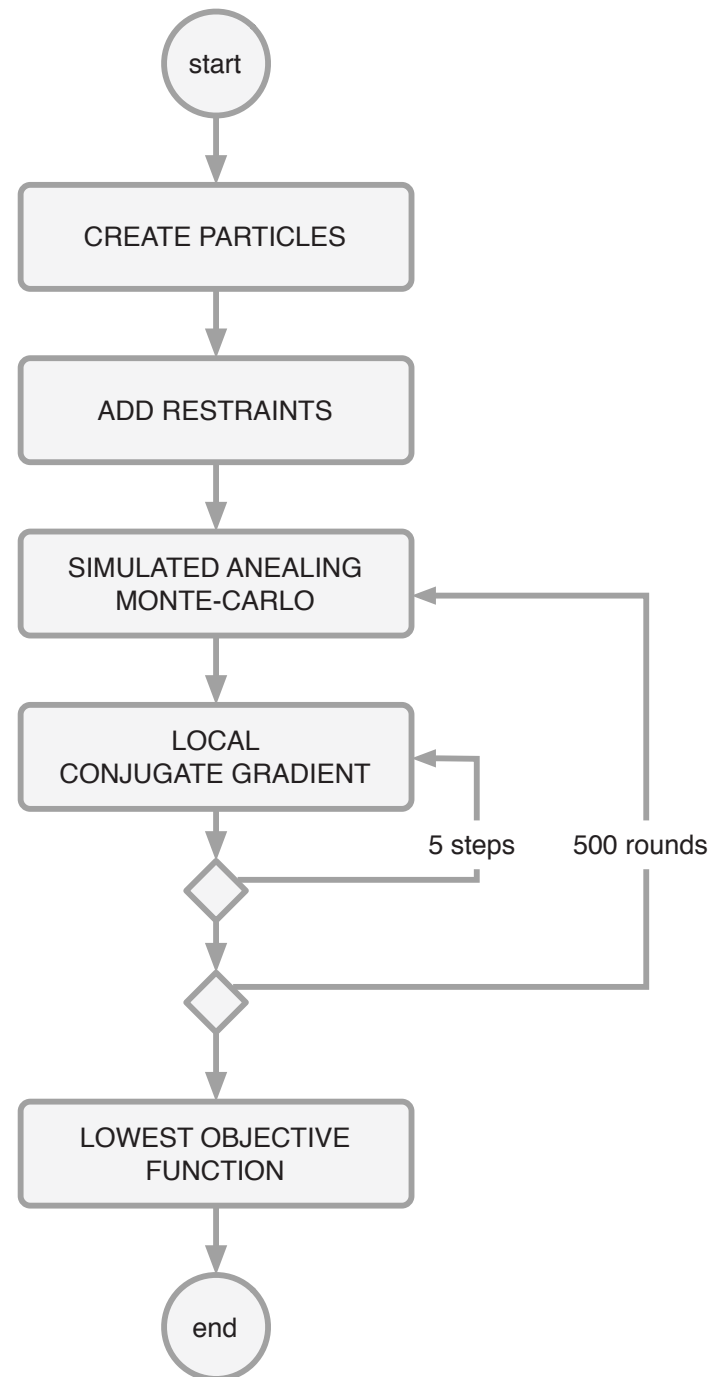 start
CREATE PARTICLES
ADD RESTRAINTS
SIMULATED ANEALING
MONTE-CARLO
LOCAL
CONJUGATE GRADIENT
5 steps
500 rounds
LOWEST OBJECTIVE
FUNCTION
end